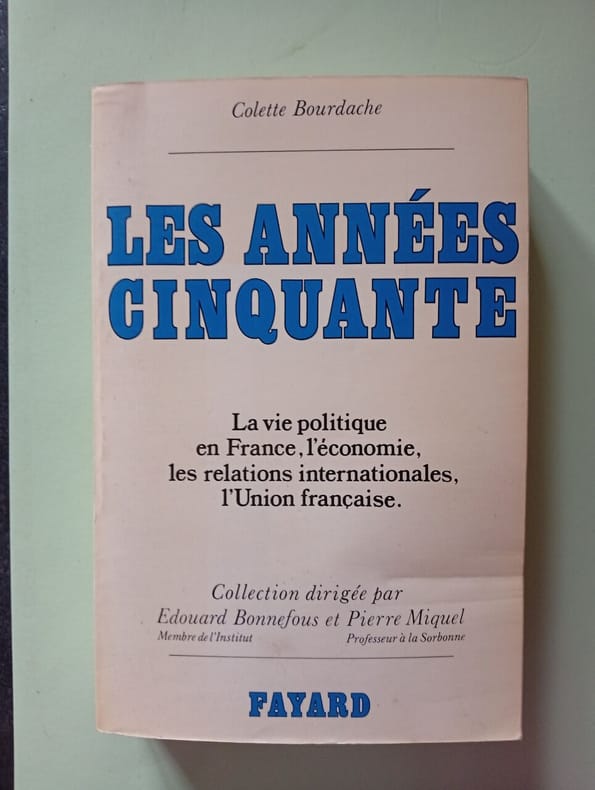 Colette Bourdache
LES ANNÉES
CINQUANTE
La vie politique
en France, l'économie,
les relations internationales,
l'Union française.
Collection dirigée par
Edouard Bonnefous et Pierre Miquel
Membre de l'Institut Professeur à la Sorbonne
FAYARD